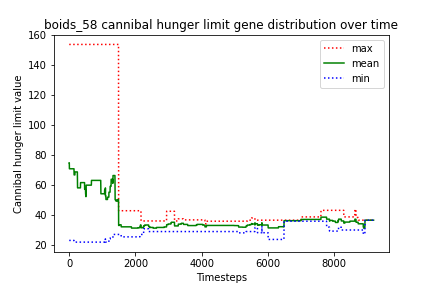 boids_58 cannibal hunger limit gene distribution over time
160
140
120
100
80
60
40
20
Cannibal hunger limit value
max
mean
min
0
2000
4000
6000
8000
Timesteps